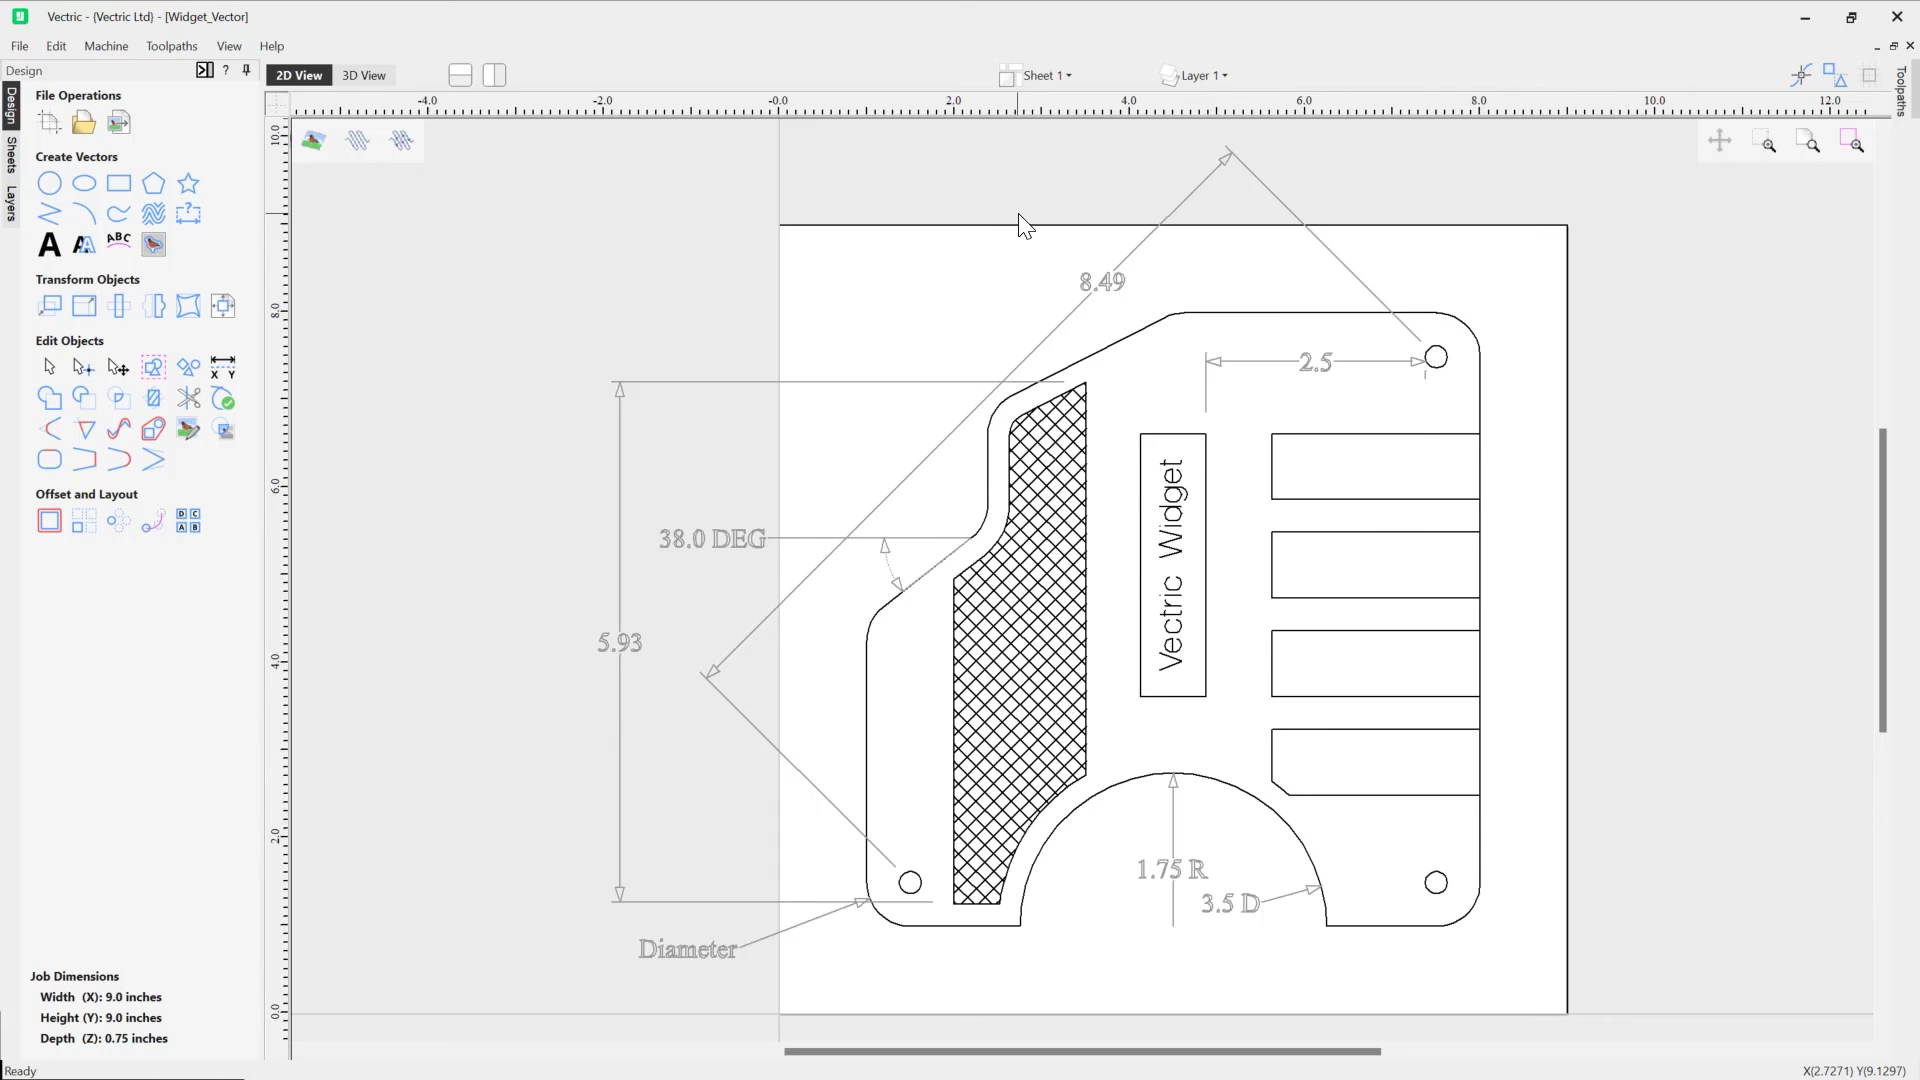 Vectric - {Vectric Ltd} - [Widget_Vector]
File Edit Machine Toolpaths View Help
Design ?
2D View 3D View
Sheet 1
Layer 1
Toolpaths
Design
Sheets
Layers
File Operations
Create Vectors
?
A A ABC
Transform Objects
Edit Objects
X Y
Offset and Layout
D C
A B
Job Dimensions
Width (X): 9.0 inches
Height (Y): 9.0 inches
Depth (Z): 0.75 inches
Ready
-4.0 -2.0 -0.0 2.0 4.0 6.0 8.0 10.0 12.0
10.0
8.0
6.0
4.0
2.0
0.0
8.49
2.5
38.0 DEG
5.93
Vectric Widget
1.75 R
3.5 D
Diameter
X(2.7271) Y(9.1297)